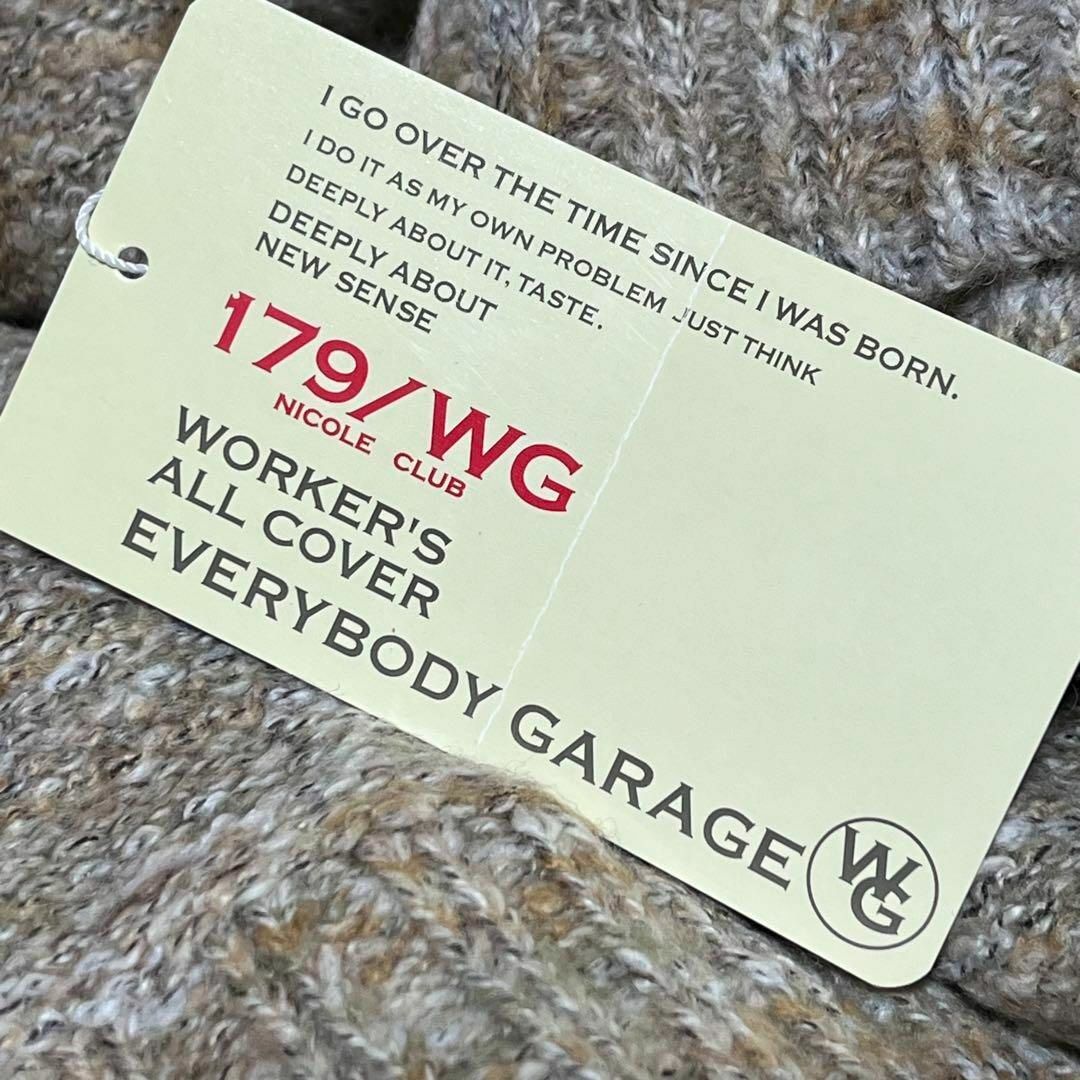 I GO OVER THE TIME SINCE I WAS BORN.
I DO IT AS MY OWN PROBLEM JUST THINK
DEEPLY ABOUT IT, TASTE.
DEEPLY ABOUT
NEW SENSE
179/WG
NICOLE CLUB
WORKER'S
ALL COVER
EVERYBODY GARAGE
WG